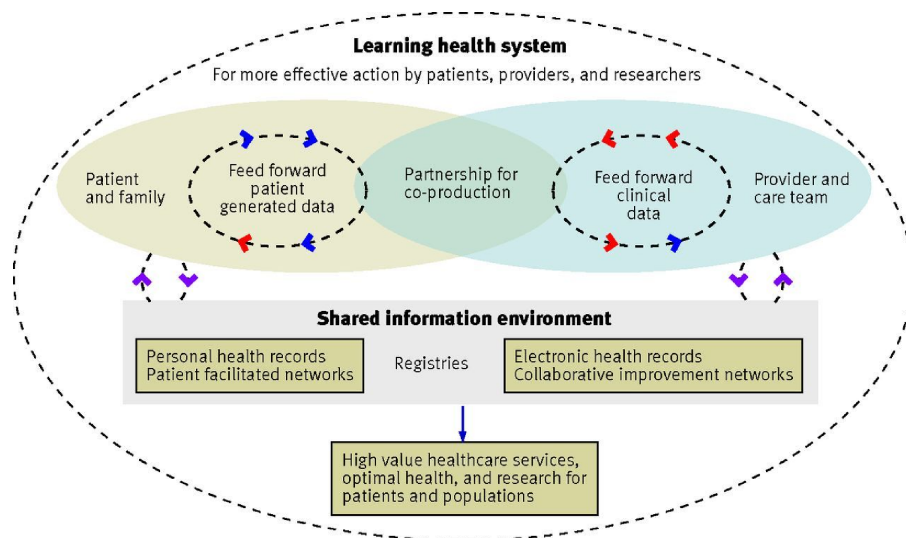 Learning health system
For more effective action by patients, providers, and researchers
Patient
and family
Feed forward
patient
generated data
Partnership for
co-production
Feed forward
clinical
data
Provider and
care team
Shared information environment
Personal health records
Patient facilitated networks
Registries
Electronic health records
Collaborative improvement networks
High value healthcare services,
optimal health, and research for
patients and populations